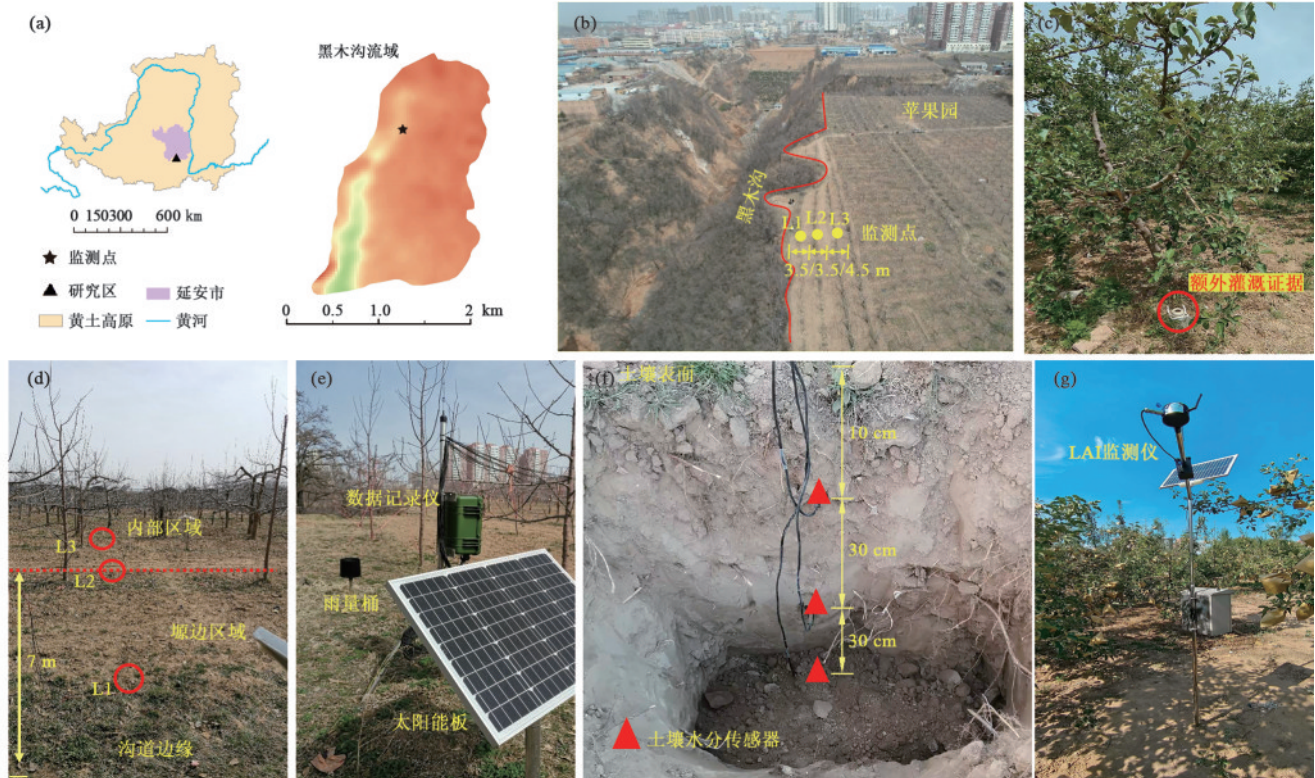 (a)
黑木沟流域
0 150300 600 km
监测点
研究区
延安市
黄土高原
黄河
0 0.5 1.0 2 km
(b)
苹果园
黑木沟
L1 L2 L3
监测点
3.5/3.5/4.5 m
(c)
额外灌溉证据
(d)
内部区域
L3
L2
塬边区域
7 m
L1
沟道边缘
(e)
数据记录仪
雨量桶
太阳能板
(f)
土壤表面
10 cm
30 cm
30 cm
土壤水分传感器
(g)
LAI监测仪